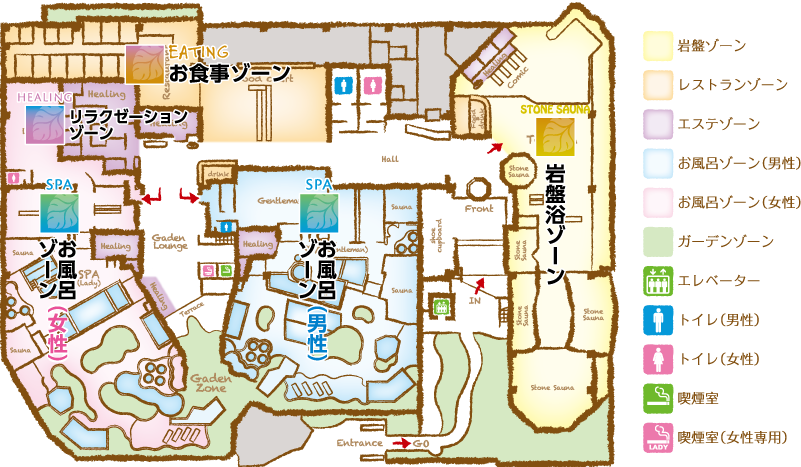 EATING
お食事ゾーン
Restaurant
Food court
HEALING
リラクゼーション
ゾーン
Healing
Healing
Healing
Comic
STONE SAUNA
岩盤浴ゾーン
Stone
Sauna
Hall
drink
SPA
お風呂
ゾーン
(女性)
SPA
(Lady)
Sauna
Sauna
Healing
Healing
Gaden
Lounge
Terrace
Gaden
Zone
SPA
お風呂
ゾーン
(男性)
Gentleman
Healing
Sauna
Sauna
shoe
cupboard
Front
IN
Stone
Sauna
Stone
Sauna
Stone
Sauna
Stone Sauna
Entrance
GO
岩盤ゾーン
レストランゾーン
エステゾーン
お風呂ゾーン(男性)
お風呂ゾーン(女性)
ガーデンゾーン
エレベーター
トイレ(男性)
トイレ(女性)
喫煙室
LADY
喫煙室(女性専用)